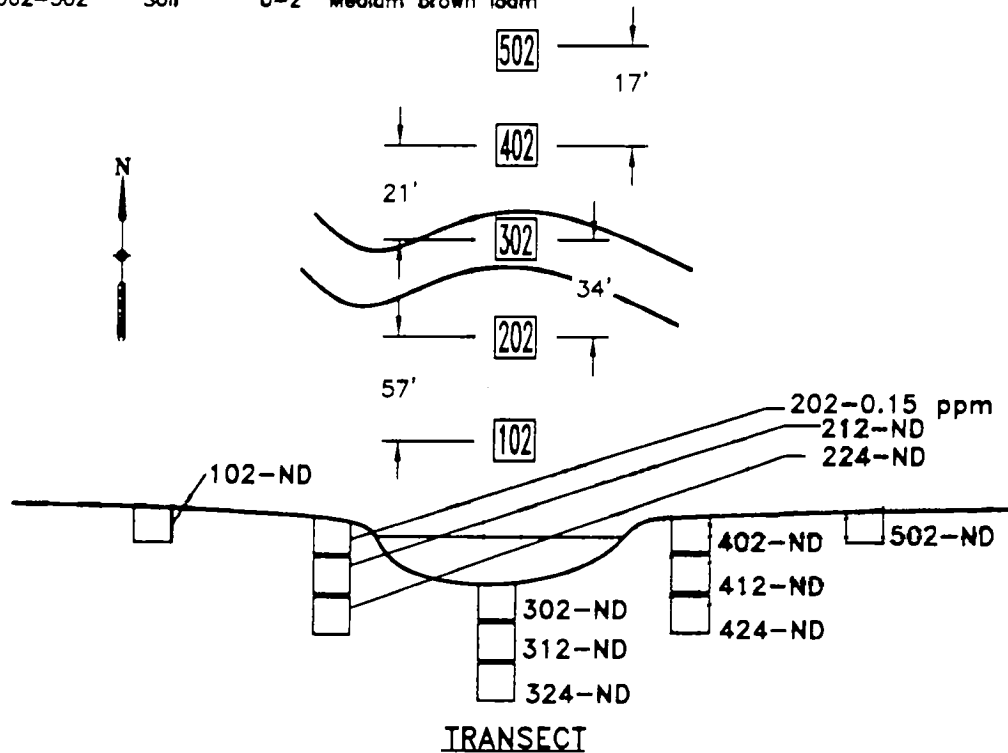 Soil 0-2 Medium brown loam
502
17'
402
N
21'
302
34'
202
57'
202-0.15 ppm
212-ND
102
224-ND
102-ND
402-ND
502-ND
412-ND
302-ND
424-ND
312-ND
324-ND
TRANSECT